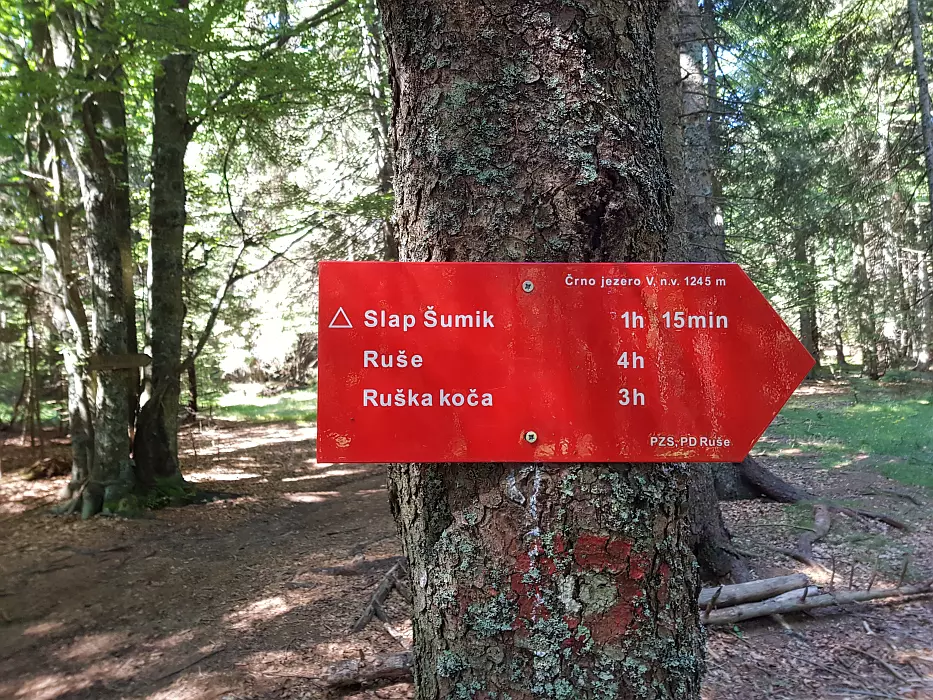 Črno jezero V, n.v. 1245 m
Slap Šumik 1h 15min
Ruše 4h
Ruška koča 3h
PZS, PD Ruše